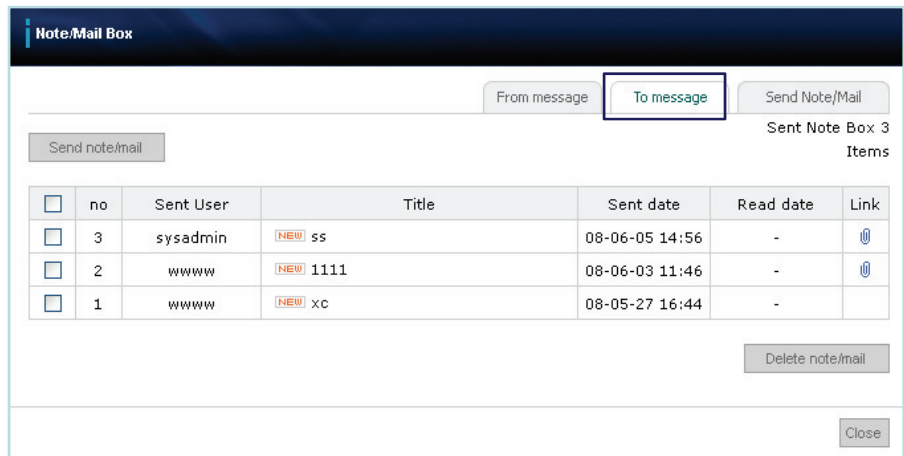 Note/Mail Box
From message To message Send Note/Mail
Sent Note Box 3
Items
Send note/mail
no Sent User Title Sent date Read date Link
3 sysadmin NEW ss 08-06-05 14:56 -
2 wwww NEW 1111 08-06-03 11:46 -
1 wwww NEW xc 08-05-27 16:44 -
Delete note/mail
Close